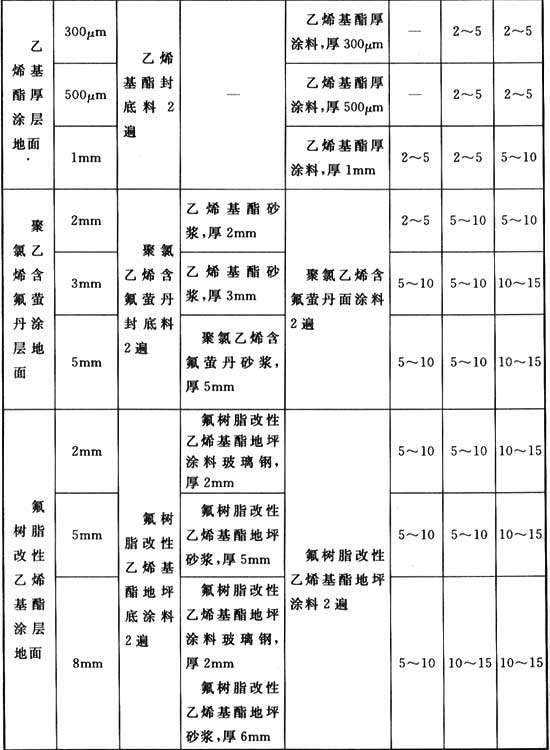 乙
烯 基
酯 厚
涂 层
地面
300μm
乙 烯
基 酯 封
底 料 2
遍
—
乙烯基酯厚
涂料,厚300μm
—
2~5
2~5
500μm
乙烯基酯厚
涂料,厚500μm
—
2~5
2~5
1mm
乙烯基酯厚
涂料,厚1mm
2~5
2~5
5~10
聚
氯 乙
烯 含
氟 萤
丹 涂
层 地
面
2mm
聚 氯
乙 烯 含
氟 萤 丹
封 底 料
2遍
乙 烯 基 酯 砂
浆,厚2mm
聚氯乙烯含
氟萤丹面涂料
2遍
2~5
5~10
5~10
3mm
乙 烯 基 酯 砂
浆,厚3mm
5~10
5~10
10~15
5mm
聚氯乙烯含
氟萤丹砂浆,
厚5mm
5~10
5~10
10~15
氟
树 脂
改 性
乙 烯
基 酯
涂 层
地面
2mm
氟 树
脂 改 性
乙 烯 基
酯 地 坪
底 涂 料
2遍
氟树脂改性
乙烯基酯地坪
涂料玻璃钢,
厚2mm
氟树脂改性
乙烯基酯地坪
涂料2遍
5~10
5~10
10~15
5mm
氟树脂改性
乙烯基酯地坪
砂浆,厚5mm
5~10
5~10
10~15
8mm
氟树脂改性
乙烯基酯地坪
涂料玻璃钢,
厚2mm
氟树脂改性
乙烯基酯地坪
砂浆,厚6mm
5~10
10~15
10~15